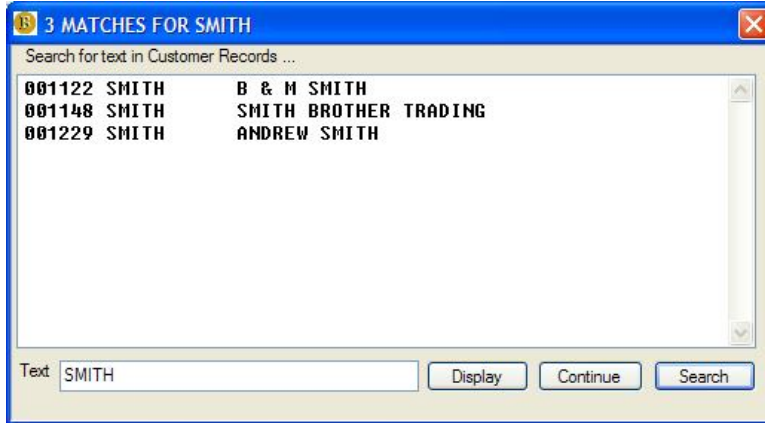 3 MATCHES FOR SMITH
Search for text in Customer Records ...
001122 SMITH B & M SMITH
001148 SMITH SMITH BROTHER TRADING
001229 SMITH ANDREW SMITH
Text SMITH Display Continue Search